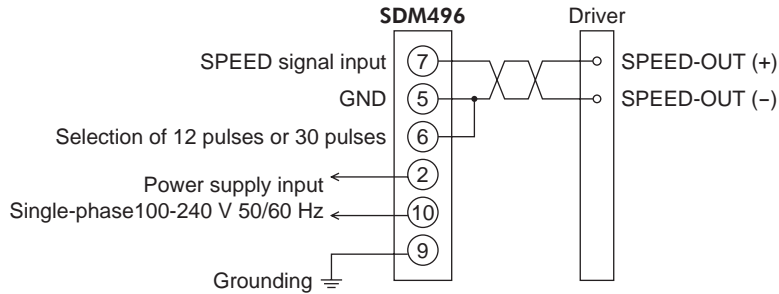 SDM496
Driver
SPEED signal input
7
SPEED-OUT (+)
GND
5
SPEED-OUT (−)
Selection of 12 pulses or 30 pulses
6
Power supply input
2
Single-phase100-240 V 50/60 Hz
10
9
Grounding